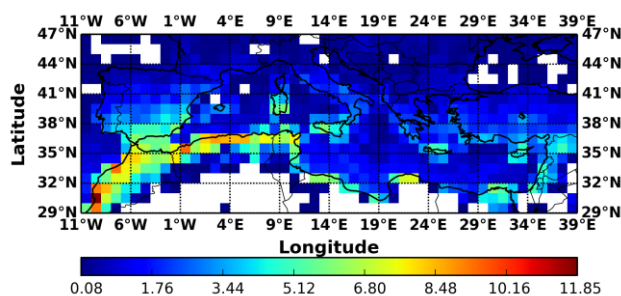 11°W 6°W 1°W 4°E 9°E 14°E 19°E 24°E 29°E 34°E 39°E
47°N 47°N
44°N 44°N
41°N 41°N
38°N 38°N
35°N 35°N
32°N 32°N
29°N 29°N
Latitude
11°W 6°W 1°W 4°E 9°E 14°E 19°E 24°E 29°E 34°E 39°E
Longitude
0.08 1.76 3.44 5.12 6.80 8.48 10.16 11.85